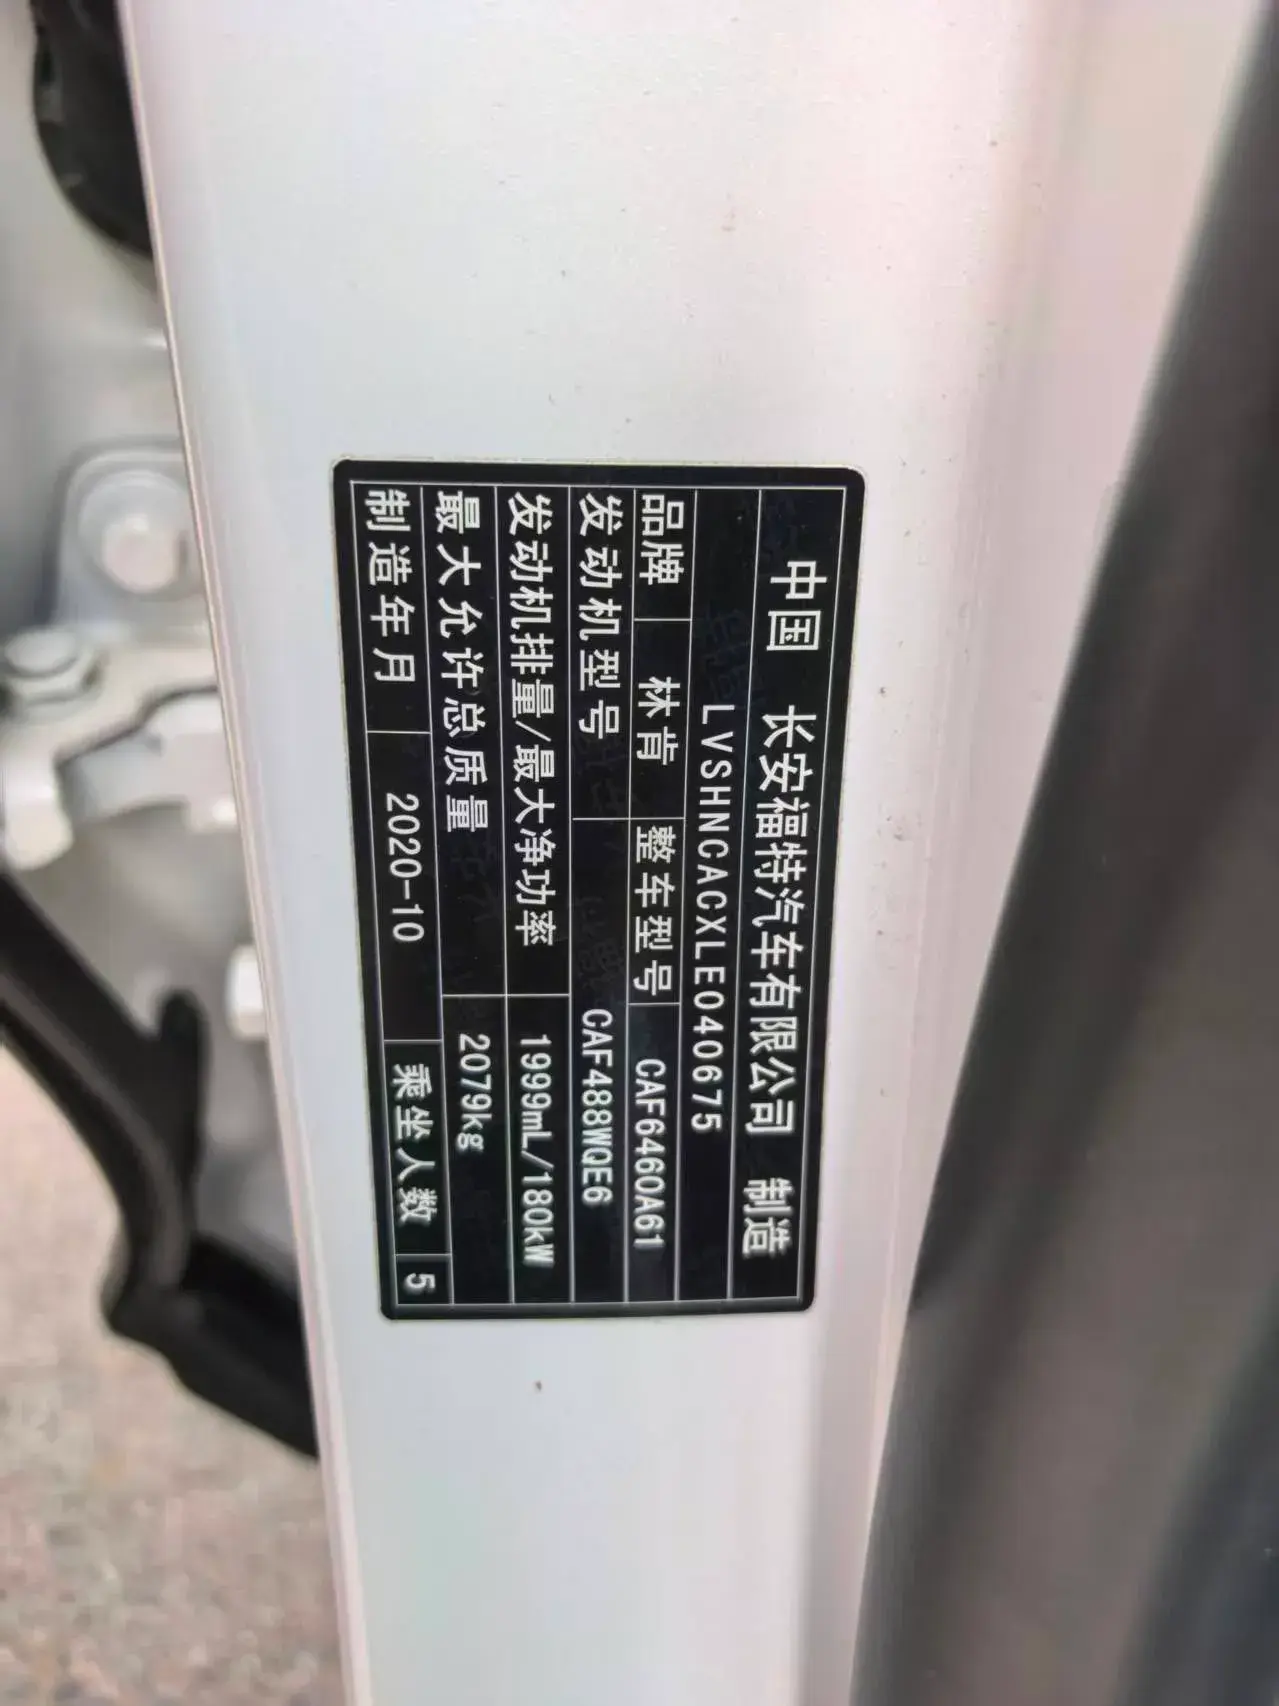 中国 长安福特汽车有限公司 制造
LVSHNCACXLE040675
品牌 林肯 整车型号 CAF6460A61
发动机型号 CAF488WQE6
发动机排量/最大净功率 1999mL/180kW
最大允许总质量 2079kg
制造年月 2020-10 乘坐人数 5